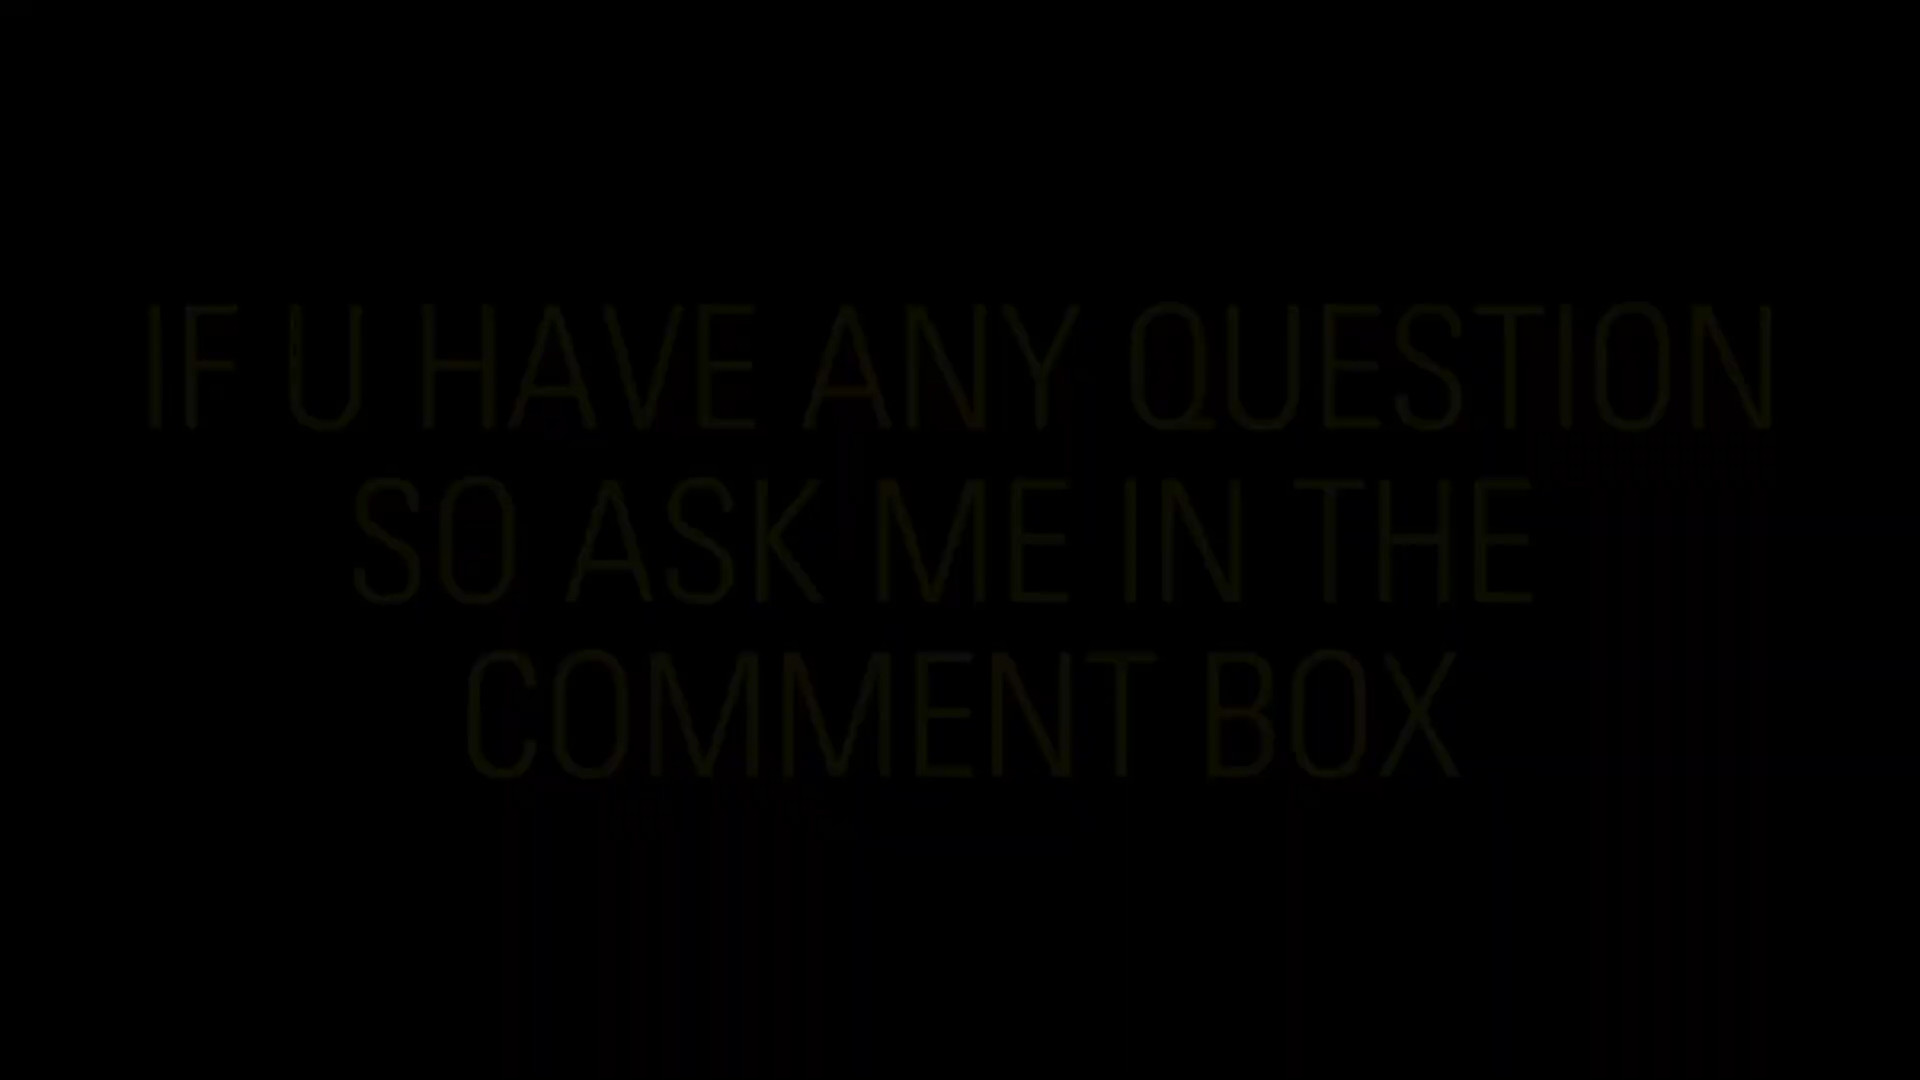 IF U HAVE ANY QUESTION
SO ASK ME IN THE
COMMENT BOX